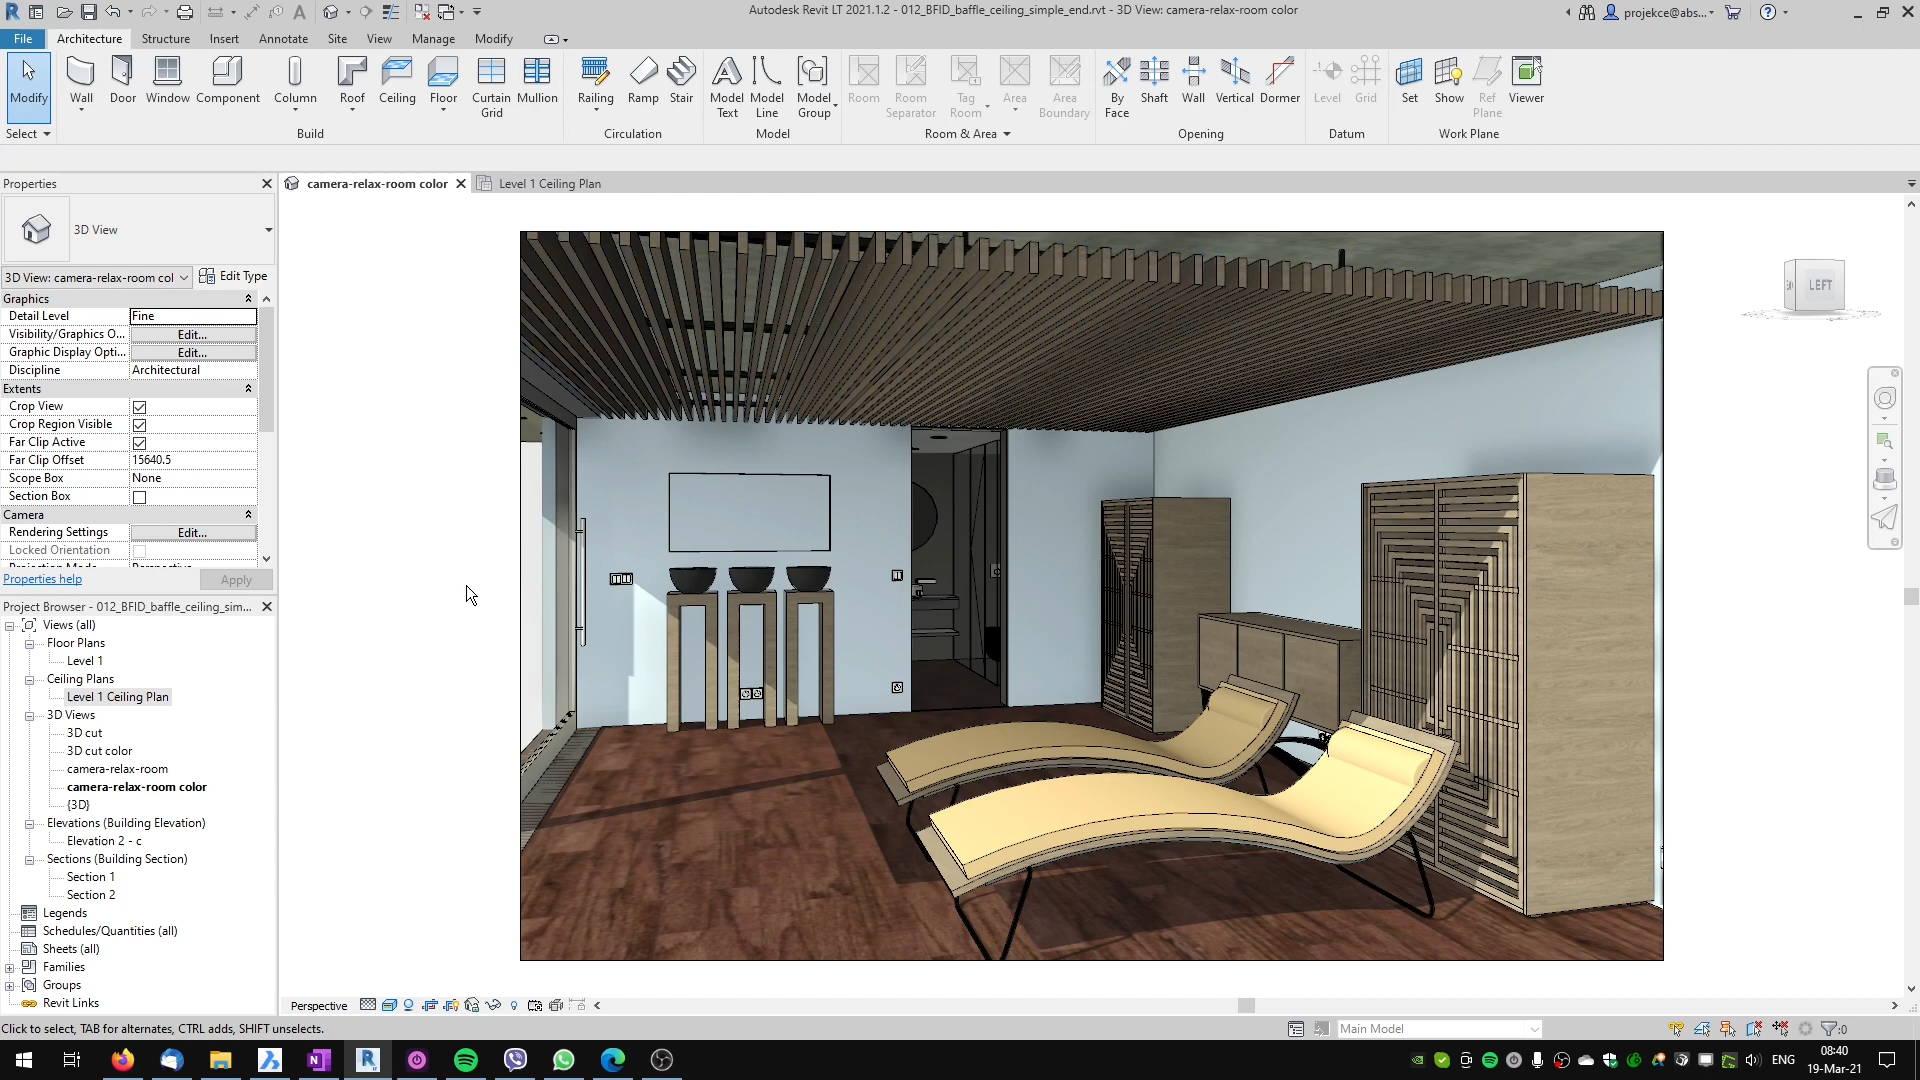 Autodesk Revit LT 2021.1.2 - 012_BFID_baffle_ceiling_simple_end.rvt - 3D View: camera-relax-room color
projekce@abs...
File Architecture Structure Insert Annotate Site View Manage Modify
Modify Wall Door Window Component Column Roof Ceiling Floor Curtain Grid Mullion Railing Ramp Stair Model Text Model Line Model Group Room Room Separator Tag Room Area Area Boundary By Face Shaft Wall Vertical Dormer Level Grid Set Show Ref Plane Viewer
Select Build Circulation Model Room & Area Opening Datum Work Plane
Properties
camera-relax-room color
Level 1 Ceiling Plan
3D View
3D View: camera-relax-room col
Edit Type
Graphics
Detail Level Fine
Visibility/Graphics O... Edit...
Graphic Display Opti... Edit...
Discipline Architectural
Extents
Crop View
Crop Region Visible
Far Clip Active
Far Clip Offset 15640.5
Scope Box None
Section Box
Camera
Rendering Settings Edit...
Locked Orientation
Properties help Apply
Project Browser - 012_BFID_baffle_ceiling_sim...
Views (all)
Floor Plans
Level 1
Ceiling Plans
Level 1 Ceiling Plan
3D Views
3D cut
3D cut color
camera-relax-room
camera-relax-room color
{3D}
Elevations (Building Elevation)
Elevation 2 - c
Sections (Building Section)
Section 1
Section 2
Legends
Schedules/Quantities (all)
Sheets (all)
Families
Groups
Revit Links
LEFT
Perspective
Click to select, TAB for alternates, CTRL adds, SHIFT unselects.
Main Model
:0
ENG
08:40
19-Mar-21